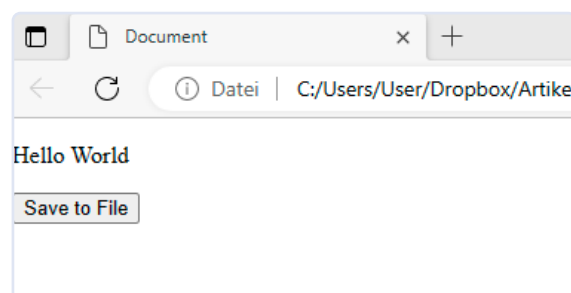 Document
Datei C:/Users/User/Dropbox/Artike
Hello World
Save to File